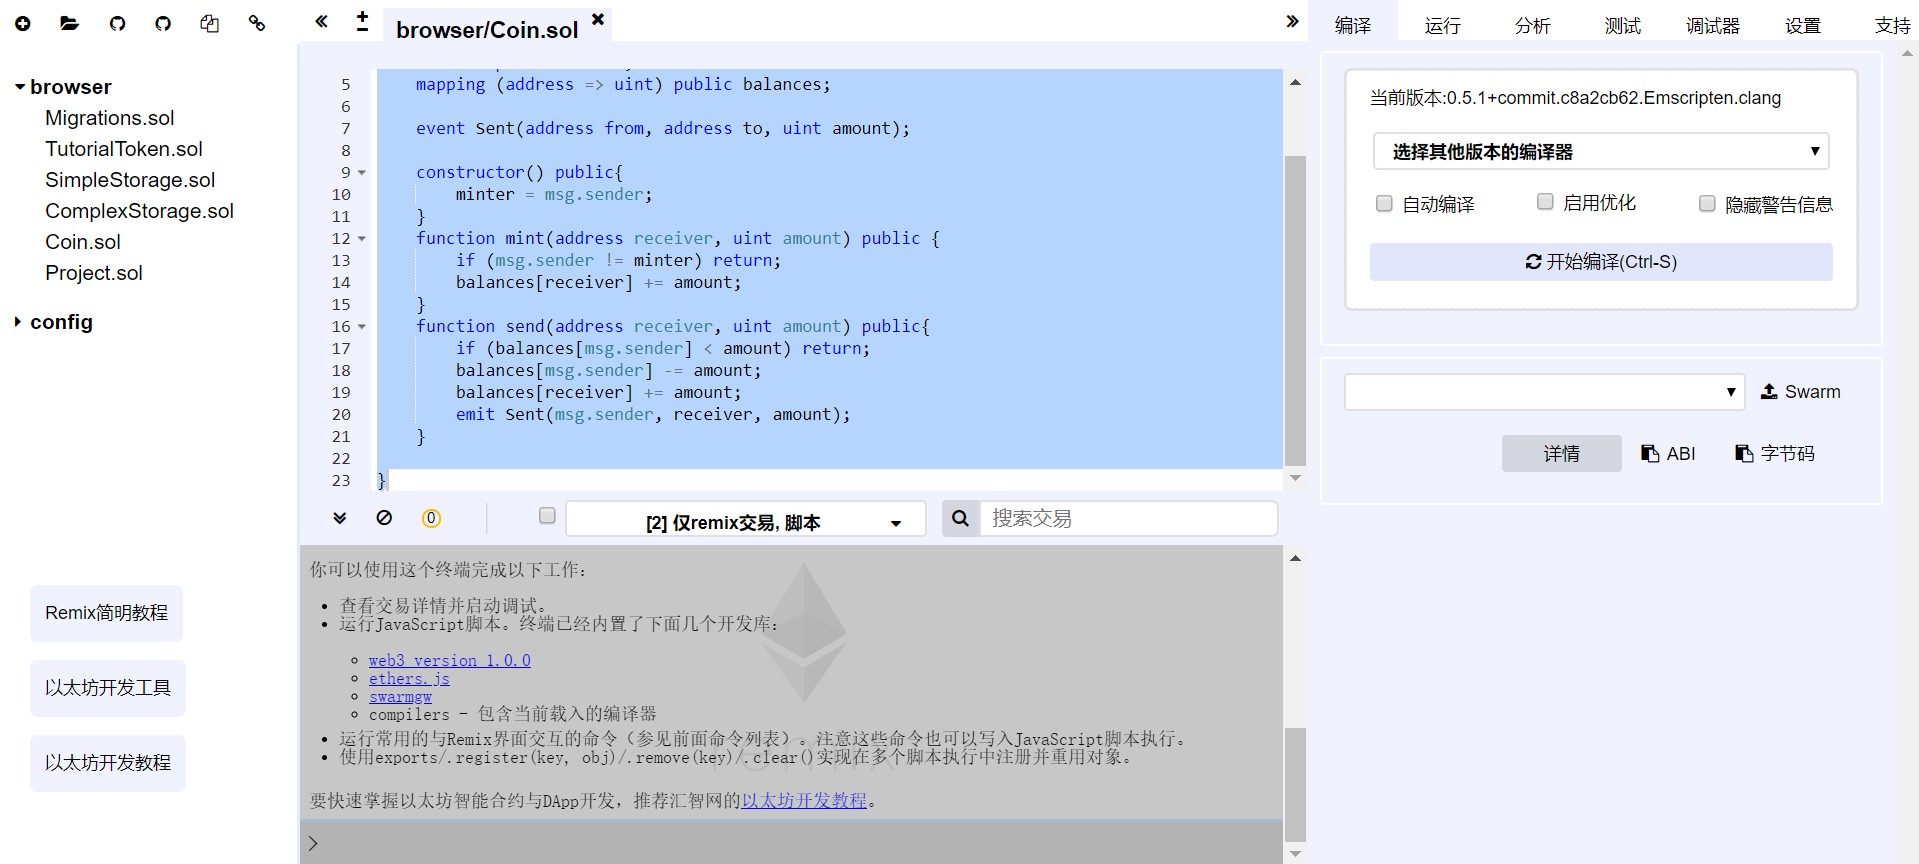 browser
Migrations.sol
TutorialToken.sol
SimpleStorage.sol
ComplexStorage.sol
Coin.sol
Project.sol
config
Remix简明教程
以太坊开发工具
以太坊开发教程
browser/Coin.sol
5 mapping (address => uint) public balances;
6
7 event Sent(address from, address to, uint amount);
8
9 constructor() public{
10 minter = msg.sender;
11 }
12 function mint(address receiver, uint amount) public {
13 if (msg.sender != minter) return;
14 balances[receiver] += amount;
15 }
16 function send(address receiver, uint amount) public{
17 if (balances[msg.sender] < amount) return;
18 balances[msg.sender] -= amount;
19 balances[receiver] += amount;
20 emit Sent(msg.sender, receiver, amount);
21 }
22
23 }
0
[2] 仅remix交易, 脚本
搜索交易
你可以使用这个终端完成以下工作：
查看交易详情并启动调试。
运行JavaScript脚本。终端已经内置了下面几个开发库：
web3 version 1.0.0
ethers.js
swarmgw
compilers - 包含当前载入的编译器
运行常用的与Remix界面交互的命令（参见前面命令列表）。注意这些命令也可以写入JavaScript脚本执行。
使用exports/.register(key, obj)/.remove(key)/.clear()实现在多个脚本执行中注册并重用对象。
要快速掌握以太坊智能合约与DApp开发，推荐汇智网的以太坊开发教程。
>
编译 运行 分析 测试 调试器 设置 支持
当前版本:0.5.1+commit.c8a2cb62.Emscripten.clang
选择其他版本的编译器
自动编译 启用优化 隐藏警告信息
开始编译(Ctrl-S)
Swarm
详情 ABI 字节码